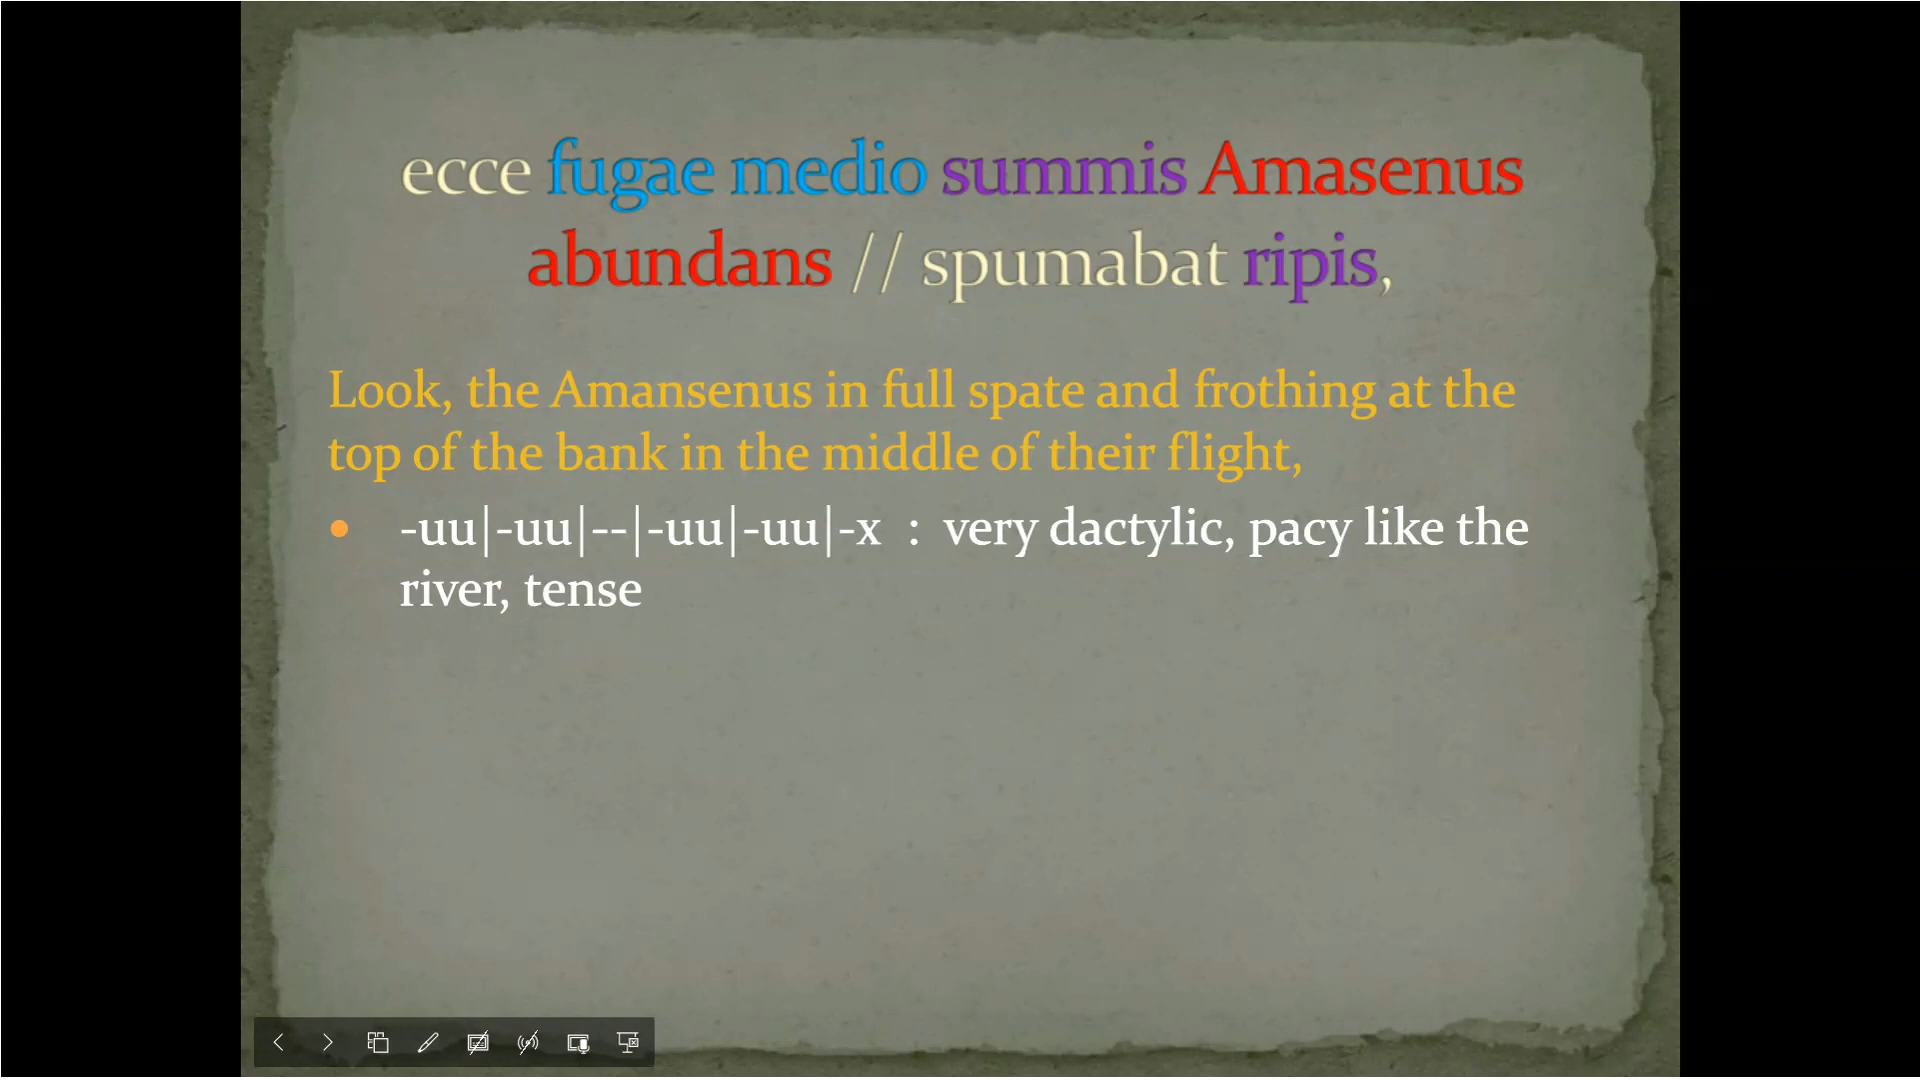 ecce fugae medio summis Amasenus
abundans // spumabat ripis,
Look, the Amansenus in full spate and frothing at the
top of the bank in the middle of their flight,
• -uu|-uu|--|-uu|-uu|-x : very dactylic, pacy like the
river, tense